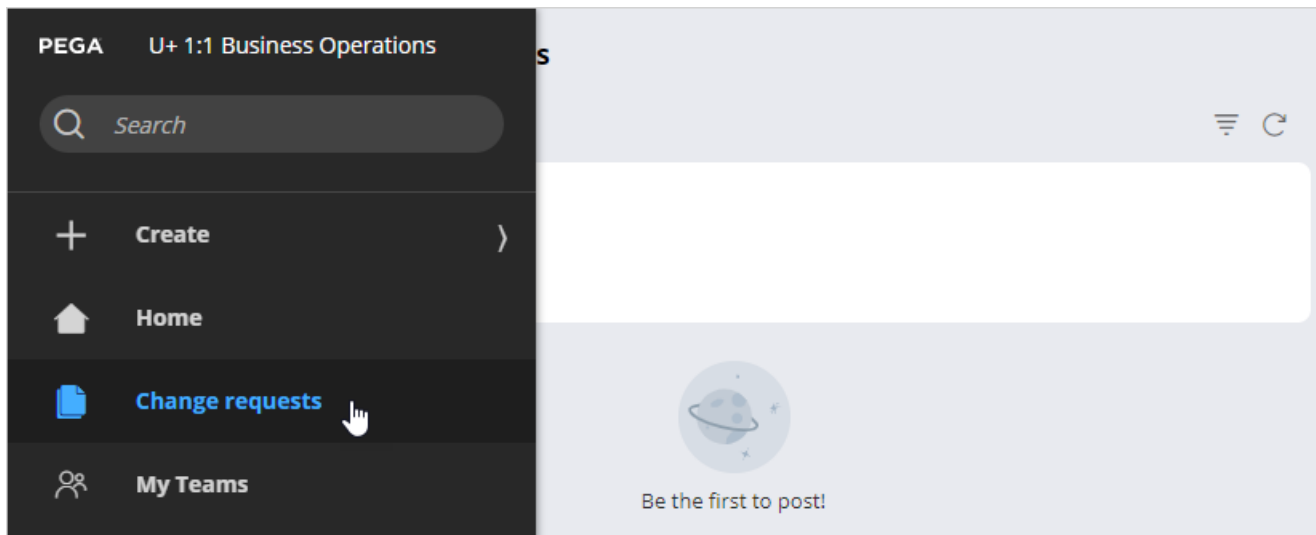 PEGA U+ 1:1 Business Operations
s
Search
Create
Home
Change requests
My Teams
Be the first to post!